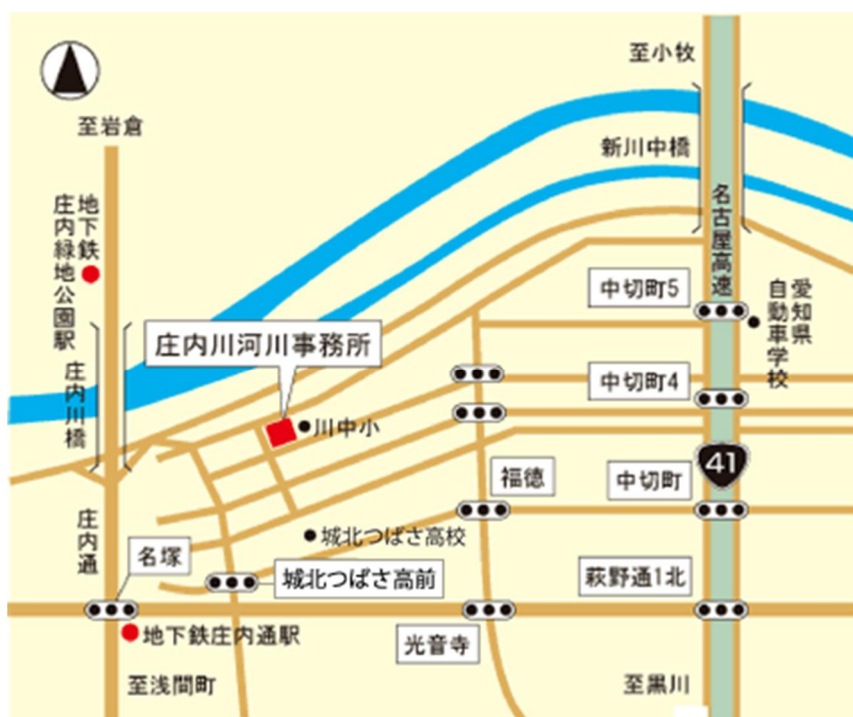 至小牧
至岩倉
新川中橋
地下鉄
庄内緑地公園駅
名古屋高速
中切町5
愛知県
自動車学校
庄内川河川事務所
庄内川橋
中切町4
川中小
41
福徳
中切町
庄内通
城北つばさ高校
名塚
城北つばさ高前
萩野通1北
地下鉄庄内通駅
光音寺
至浅間町
至黒川